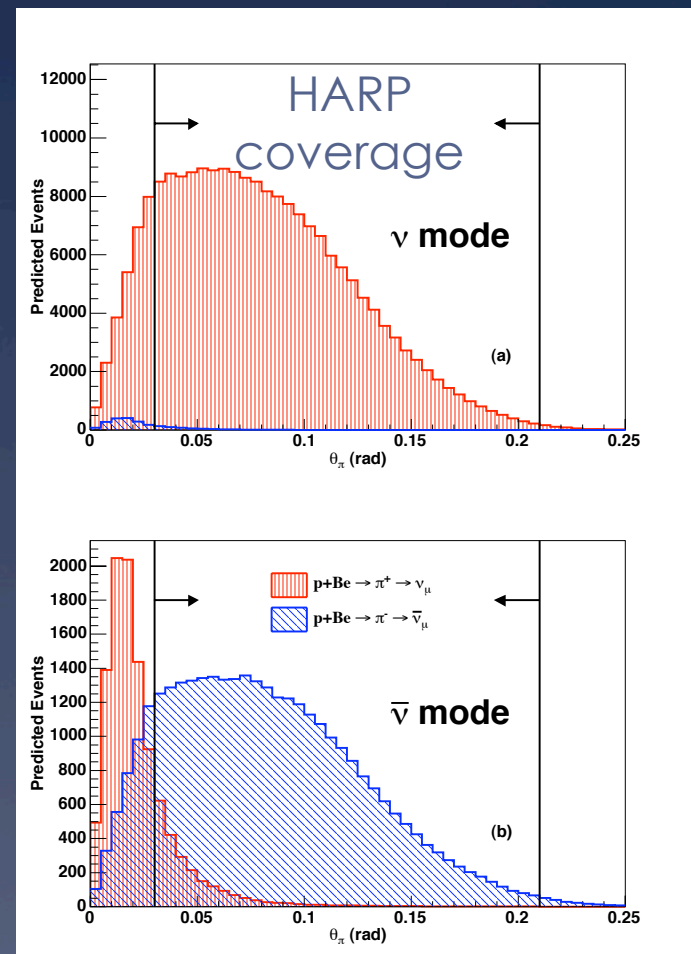 HARP
coverage
ν mode
(a)
Predicted Events
12000
10000
8000
6000
4000
2000
0
0 0.05 0.1 0.15 0.2 0.25
θπ (rad)
p+Be → π⁺ → νμ
p+Be → π⁻ → ν̄μ
ν̄ mode
(b)
Predicted Events
2000
1800
1600
1400
1200
1000
800
600
400
200
0
0 0.05 0.1 0.15 0.2 0.25
θπ (rad)